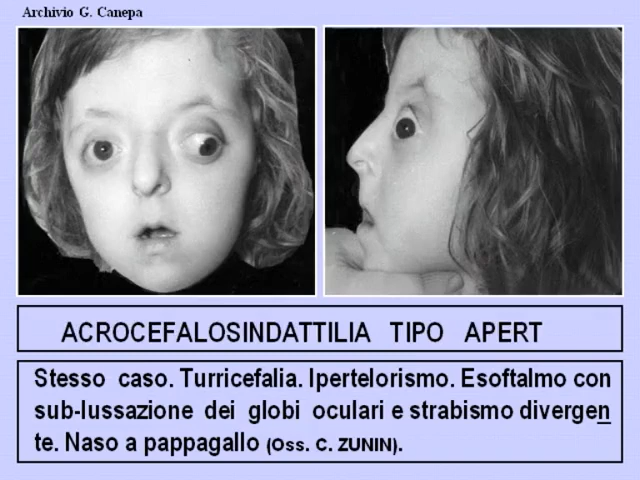 Archivio G. Canepa
ACROCEFALOSINDATTILIA TIPO APERT
Stesso caso. Turricefalia. Ipertelorismo. Esoftalmo con
sub-lussazione dei globi oculari e strabismo divergen
te. Naso a pappagallo (Oss. C. ZUNIN).